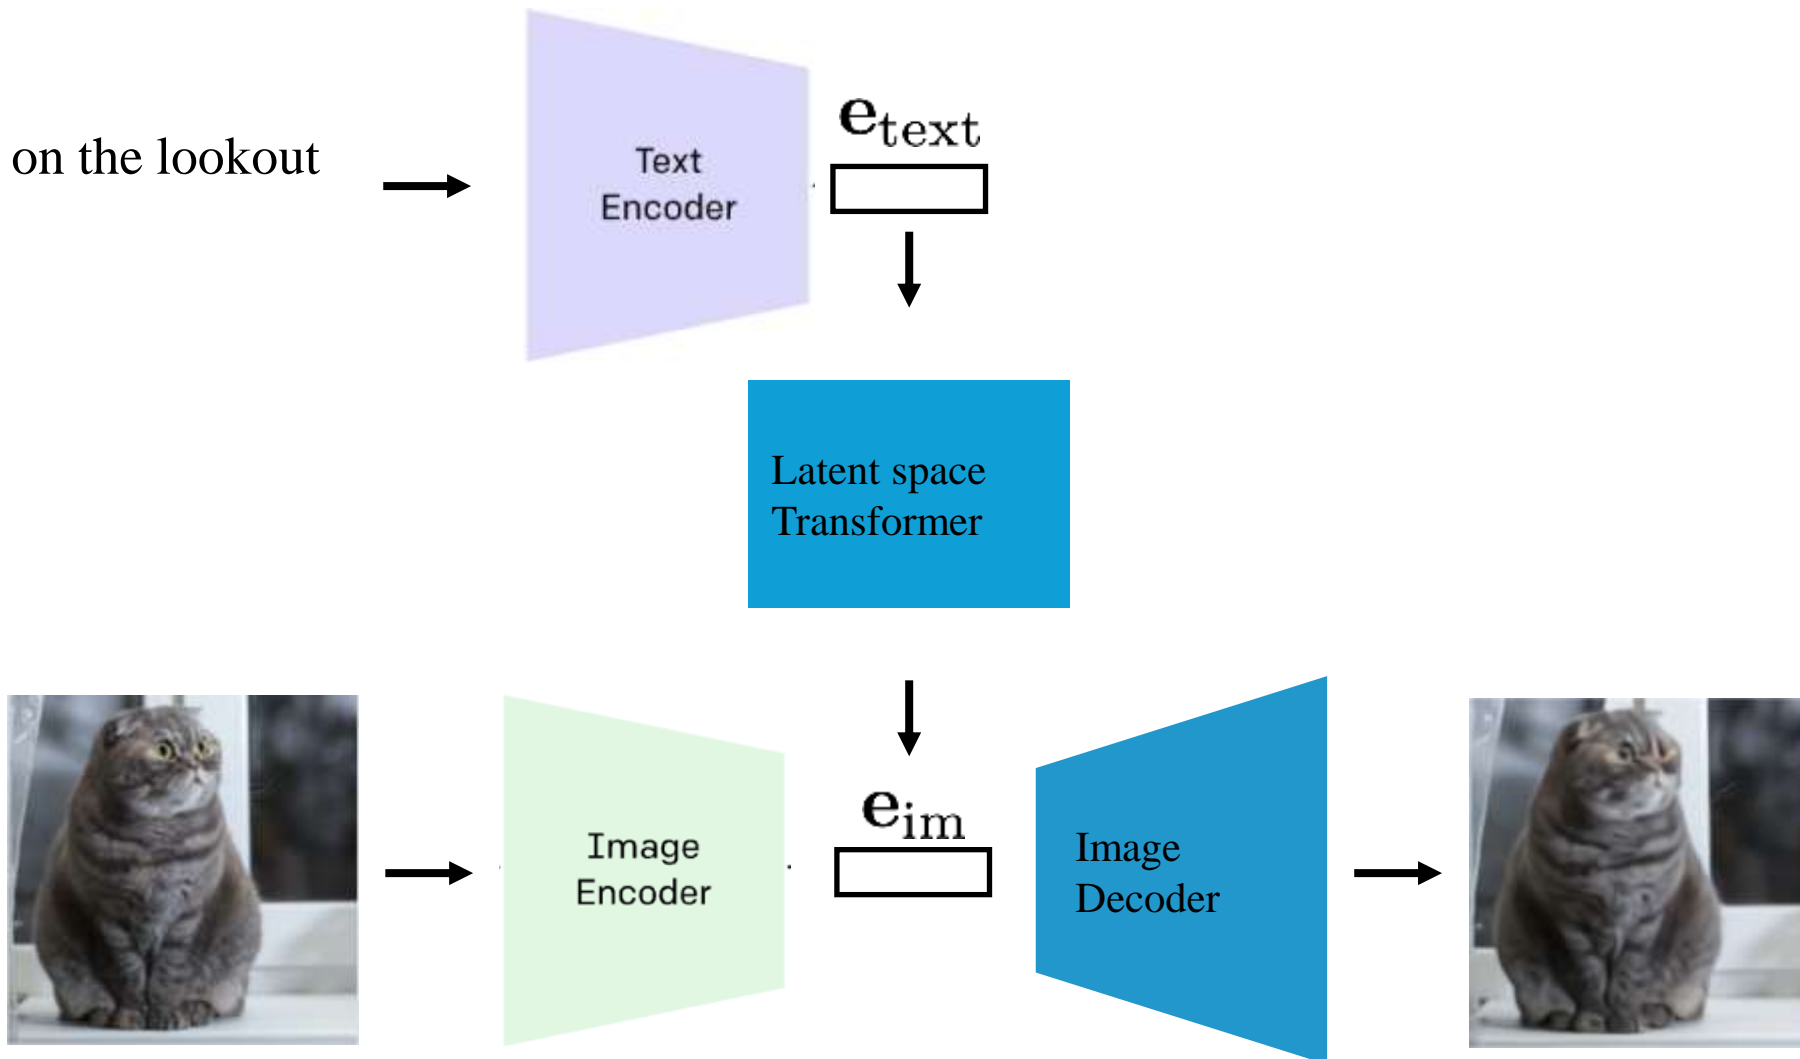 on the lookout
Text
Encoder
e_text
Latent space
Transformer
Image
Encoder
e_im
Image
Decoder